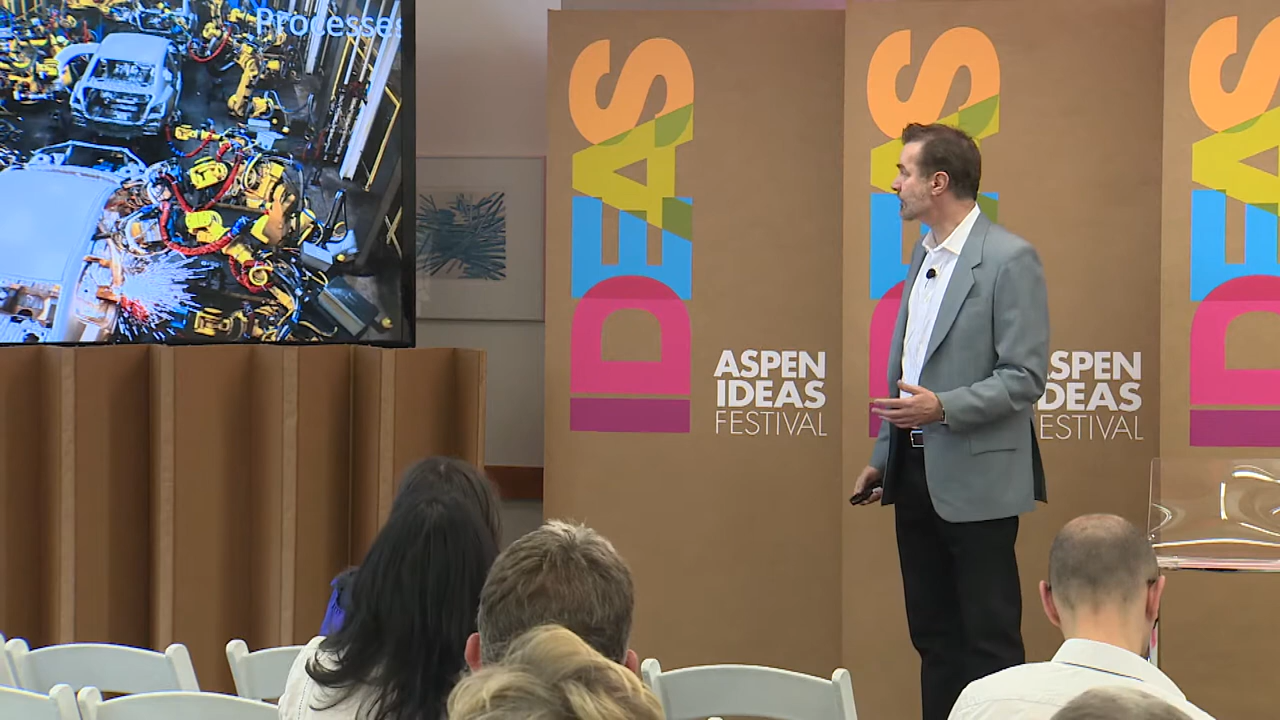 Processes
IDEAS
ASPEN
IDEAS
FESTIVAL
IDEAS
ASPEN
IDEAS
FESTIVAL
IDEAS